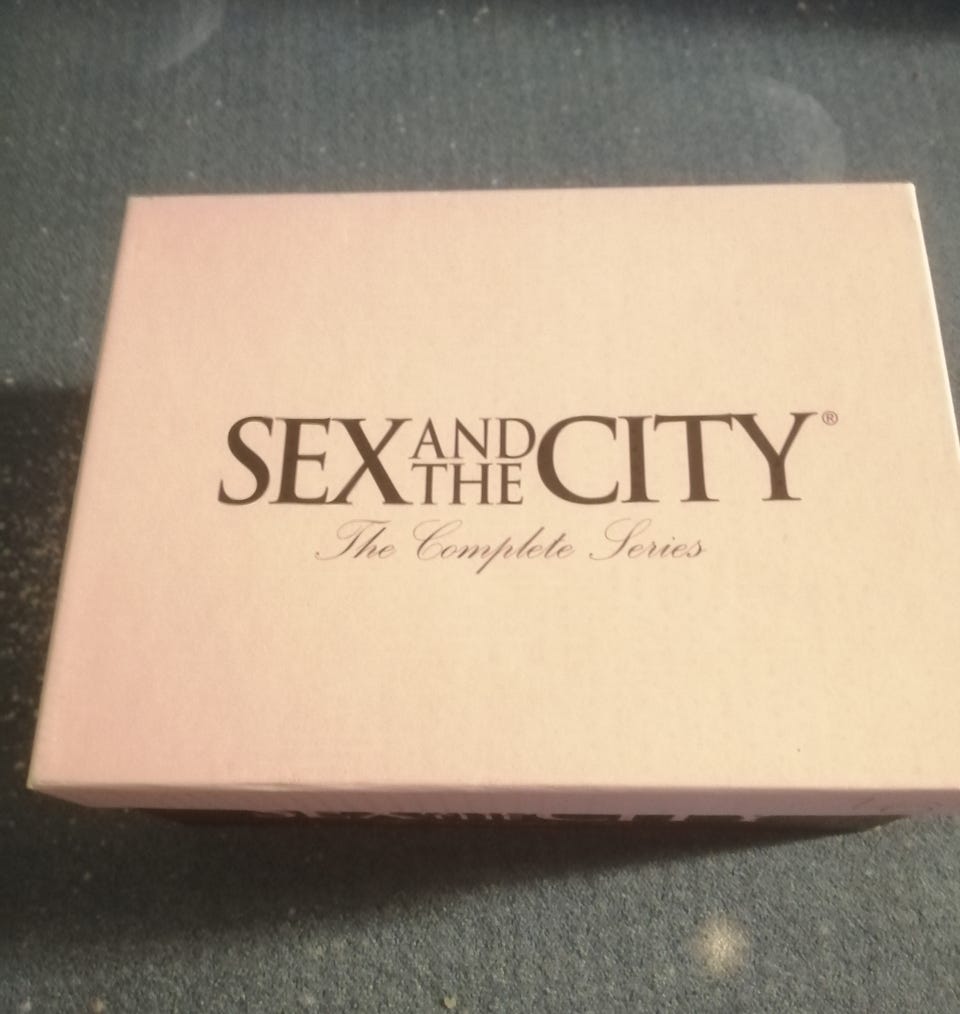 SEX AND THE CITY®
The Complete Series